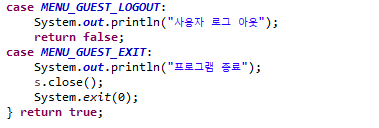 case MENU_GUEST_LOGOUT:
System.out.println("사용자 로그 아웃");
return false;
case MENU_GUEST_EXIT:
System.out.println("프로그램 종료");
s.close();
System.exit(0);
} return true;